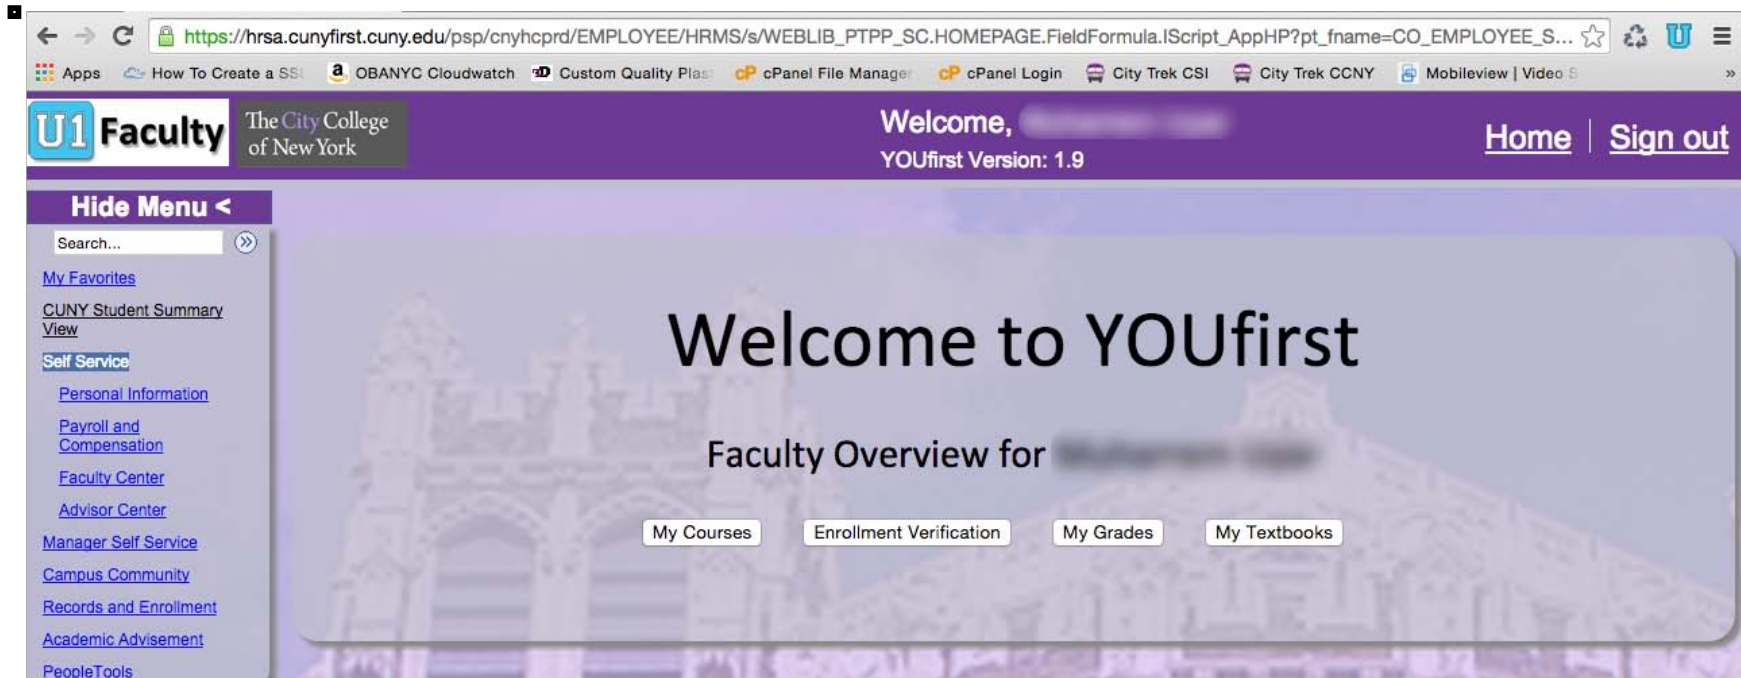 https://hrsa.cunyfirst.cuny.edu/psp/cnyhcprd/EMPLOYEE/HRMS/s/WEBLIB_PTPP_SC.HOMEPAGE.FieldFormula.IScript_AppHP?pt_fname=CO_EMPLOYEE_S...
Apps How To Create a SS OBANYC Cloudwatch Custom Quality Plas cPanel File Manager cPanel Login City Trek CSI City Trek CCNY Mobileview | Video S »
U1 Faculty
The City College
of New York
Welcome,
YOUfirst Version: 1.9
Home | Sign out
Hide Menu <
Search...
My Favorites
CUNY Student Summary
View
Self Service
Personal Information
Payroll and
Compensation
Faculty Center
Advisor Center
Manager Self Service
Campus Community
Records and Enrollment
Academic Advisement
PeopleTools
Welcome to YOUfirst
Faculty Overview for
My Courses Enrollment Verification My Grades My Textbooks